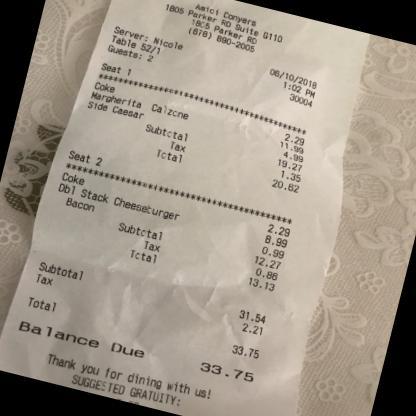 Amici Conyers
1805 Parker RD Suite G110
1805 Parker RD
(678) 890-2005
Server: Nicole 06/10/2018
Table 52/1 1:02 PM
Guests: 2 30004
Seat 1
Coke 2.29
Margherita Calzone 11.99
Side Caesar 4.99
Subtotal 19.27
Tax 1.35
Total 20.62
Seat 2
Coke 2.29
Dbl Stack Cheeseburger 8.99
Bacon 0.99
Subtotal 12.27
Tax 0.86
Total 13.13
Subtotal 31.54
Tax 2.21
Total 33.75
Balance Due 33.75
Thank you for dining with us!
SUGGESTED GRATUITY: